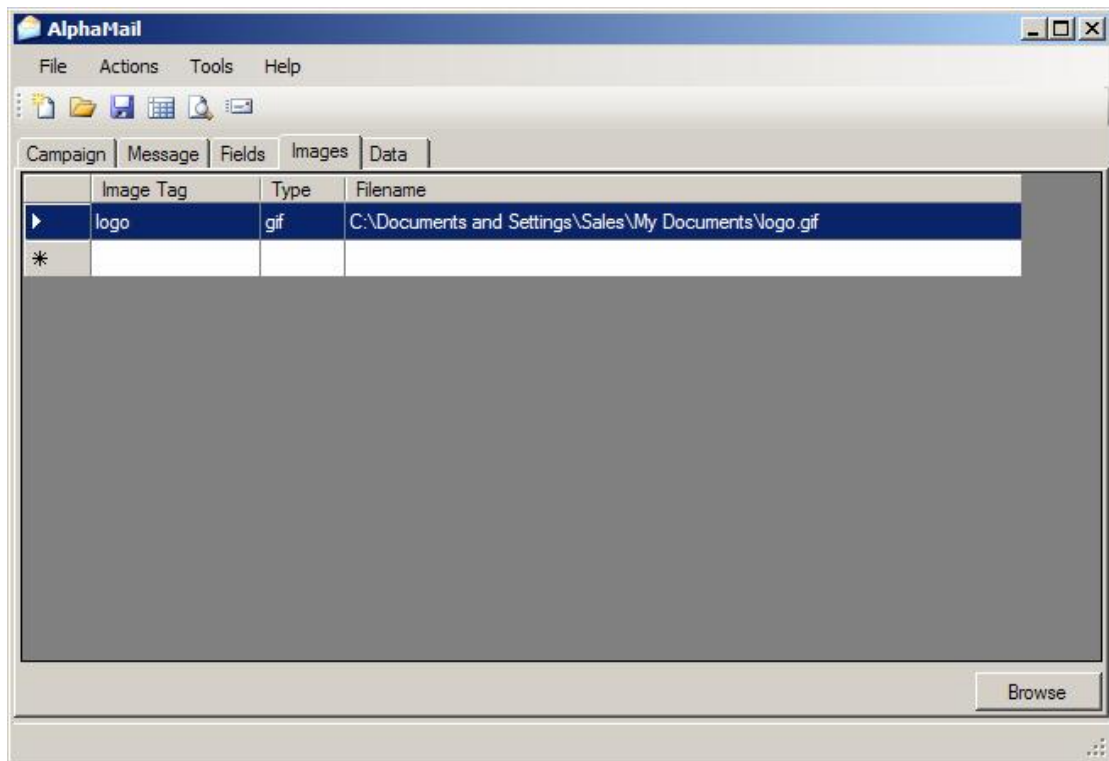 AlphaMail
File Actions Tools Help
Campaign Message Fields Images Data
Image Tag Type Filename
logo gif C:\Documents and Settings\Sales\My Documents\logo.gif
Browse